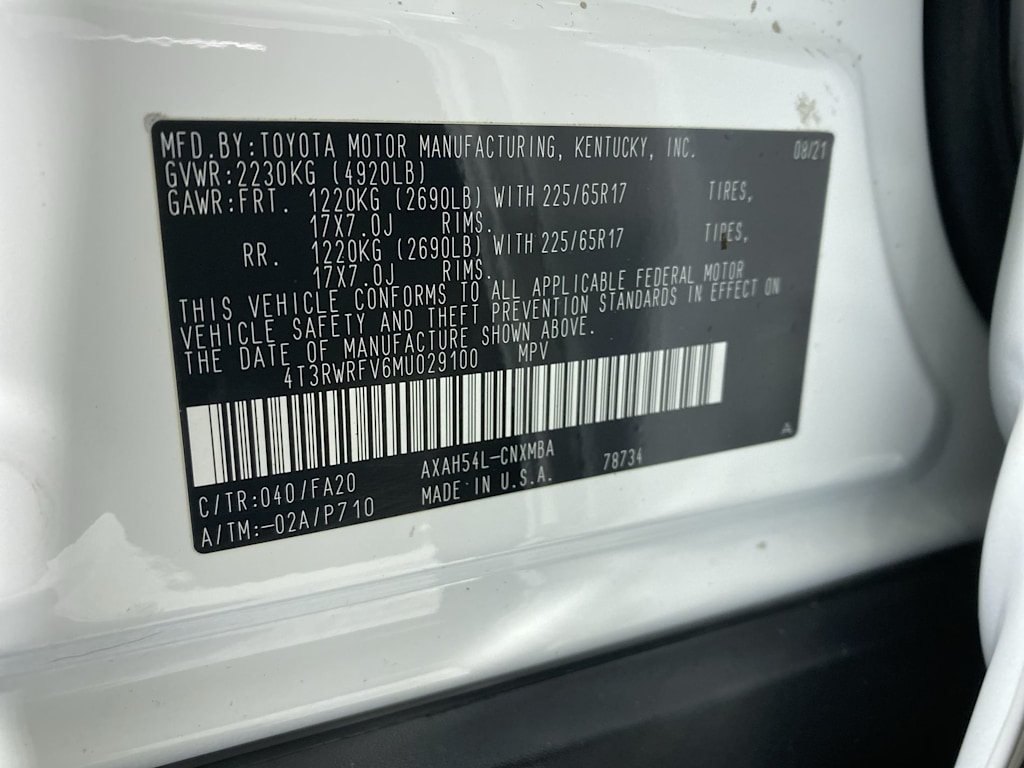 MFD.BY:TOYOTA MOTOR MANUFACTURING, KENTUCKY, INC. 08/21
GVWR:2230KG (4920LB)
GAWR:FRT. 1220KG (2690LB) WITH 225/65R17 TIRES,
17X7.0J RIMS.
RR. 1220KG (2690LB) WITH 225/65R17 TIRES,
17X7.0J RIMS.
THIS VEHICLE CONFORMS TO ALL APPLICABLE FEDERAL MOTOR
VEHICLE SAFETY AND THEFT PREVENTION STANDARDS IN EFFECT ON
THE DATE OF MANUFACTURE SHOWN ABOVE.
4T3RWRFV6MU029100 MPV
C/TR:040/FA20 AXAH54L-CNXMBA 78734 A
A/TM:-02A/P710 MADE IN U.S.A.